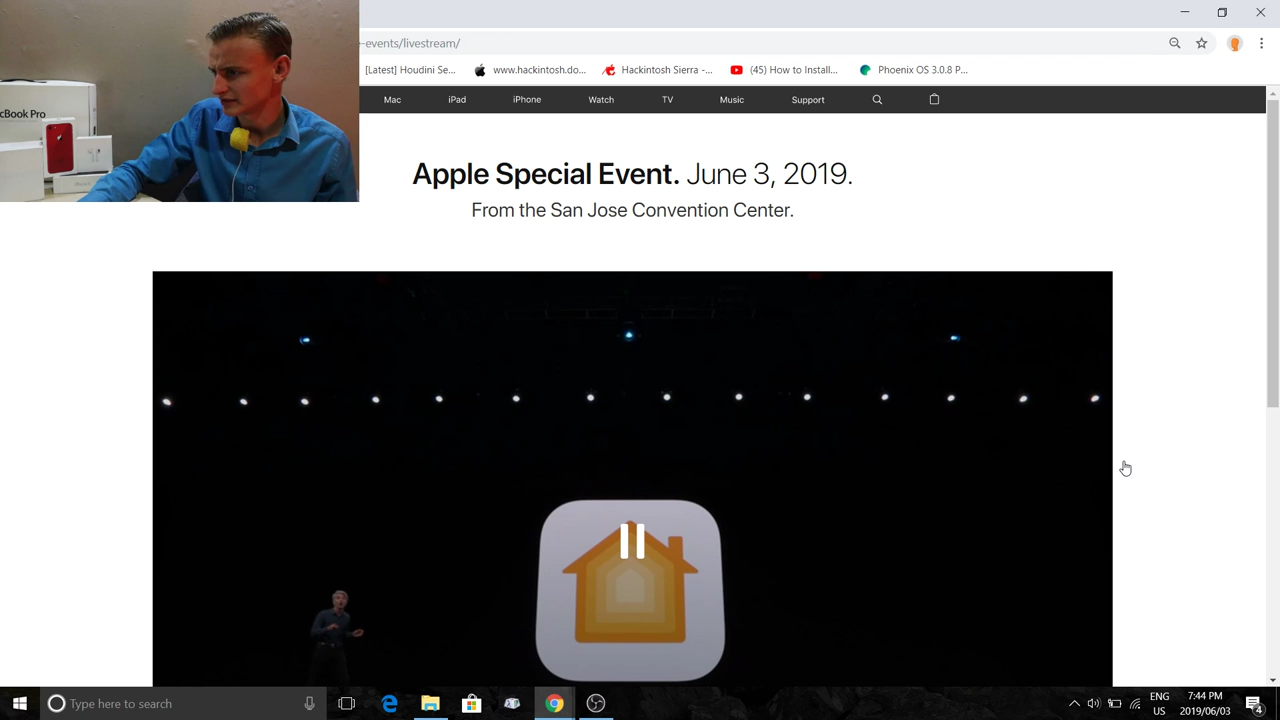 -events/livestream/
[Latest] Houdini Se...
www.hackintosh.do...
Hackintosh Sierra -...
(45) How to Install...
Phoenix OS 3.0.8 P...
cBook Pro
Mac
iPad
iPhone
Watch
TV
Music
Support
Apple Special Event. June 3, 2019.
From the San Jose Convention Center.
Type here to search
ENG
US
7:44 PM
2019/06/03
4